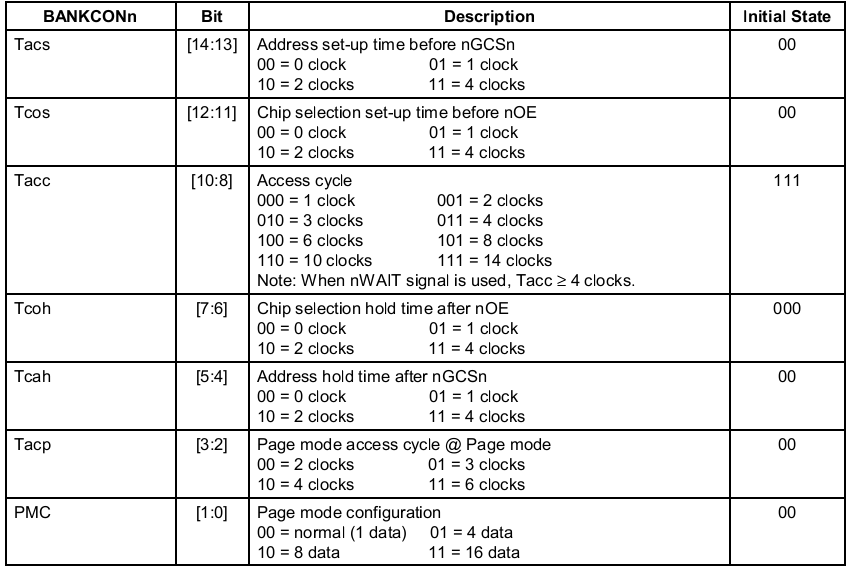 BANKCONn Bit Description Initial State
Tacs [14:13] Address set-up time before nGCSn 00
00 = 0 clock 01 = 1 clock
10 = 2 clocks 11 = 4 clocks
Tcos [12:11] Chip selection set-up time before nOE 00
00 = 0 clock 01 = 1 clock
10 = 2 clocks 11 = 4 clocks
Tacc [10:8] Access cycle 111
000 = 1 clock 001 = 2 clocks
010 = 3 clocks 011 = 4 clocks
100 = 6 clocks 101 = 8 clocks
110 = 10 clocks 111 = 14 clocks
Note: When nWAIT signal is used, Tacc ≥ 4 clocks.
Tcoh [7:6] Chip selection hold time after nOE 000
00 = 0 clock 01 = 1 clock
10 = 2 clocks 11 = 4 clocks
Tcah [5:4] Address hold time after nGCSn 00
00 = 0 clock 01 = 1 clock
10 = 2 clocks 11 = 4 clocks
Tacp [3:2] Page mode access cycle @ Page mode 00
00 = 2 clocks 01 = 3 clocks
10 = 4 clocks 11 = 6 clocks
PMC [1:0] Page mode configuration 00
00 = normal (1 data) 01 = 4 data
10 = 8 data 11 = 16 data